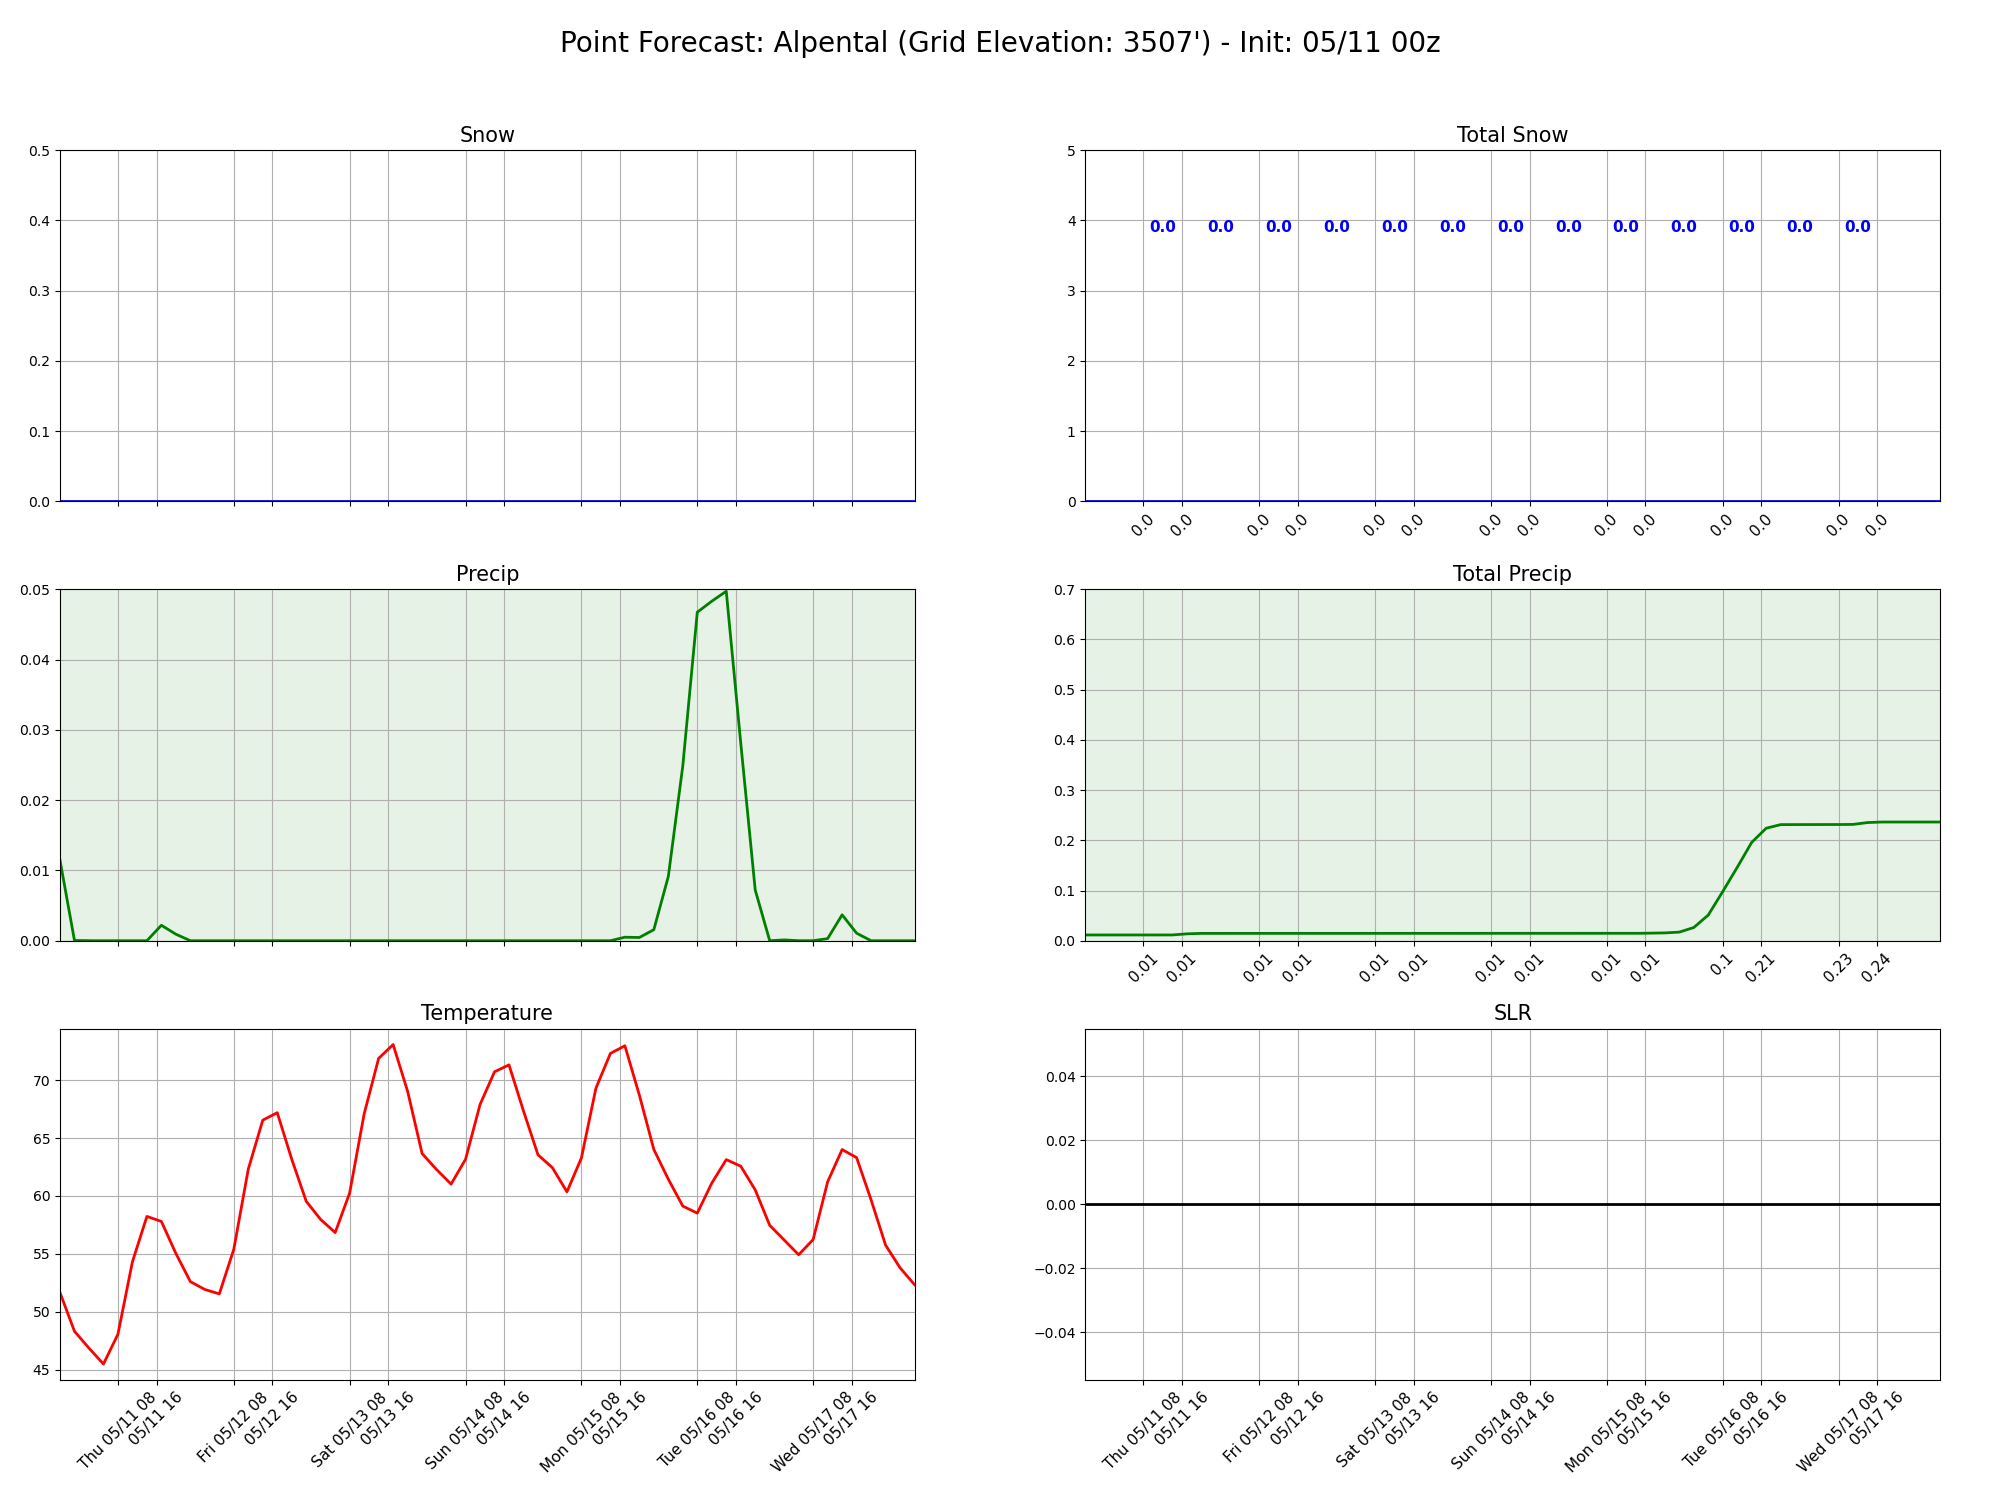 Point Forecast: Alpental (Grid Elevation: 3507') - Init: 05/11 00z
Snow
0.5
0.4
0.3
0.2
0.1
0.0
Total Snow
5
4
3
2
1
0
0.0 0.0 0.0 0.0 0.0 0.0 0.0 0.0 0.0 0.0 0.0 0.0 0.0
0.0 0.0 0.0 0.0 0.0 0.0 0.0 0.0 0.0 0.0 0.0 0.0 0.0 0.0
Precip
0.05
0.04
0.03
0.02
0.01
0.00
Total Precip
0.7
0.6
0.5
0.4
0.3
0.2
0.1
0.0
0.01 0.01 0.01 0.01 0.01 0.01 0.01 0.01 0.01 0.01 0.1 0.21 0.23 0.24
Temperature
70
65
60
55
50
45
Thu 05/11 08
05/11 16
Fri 05/12 08
05/12 16
Sat 05/13 08
05/13 16
Sun 05/14 08
05/14 16
Mon 05/15 08
05/15 16
Tue 05/16 08
05/16 16
Wed 05/17 08
05/17 16
SLR
0.04
0.02
0.00
−0.02
−0.04
Thu 05/11 08
05/11 16
Fri 05/12 08
05/12 16
Sat 05/13 08
05/13 16
Sun 05/14 08
05/14 16
Mon 05/15 08
05/15 16
Tue 05/16 08
05/16 16
Wed 05/17 08
05/17 16